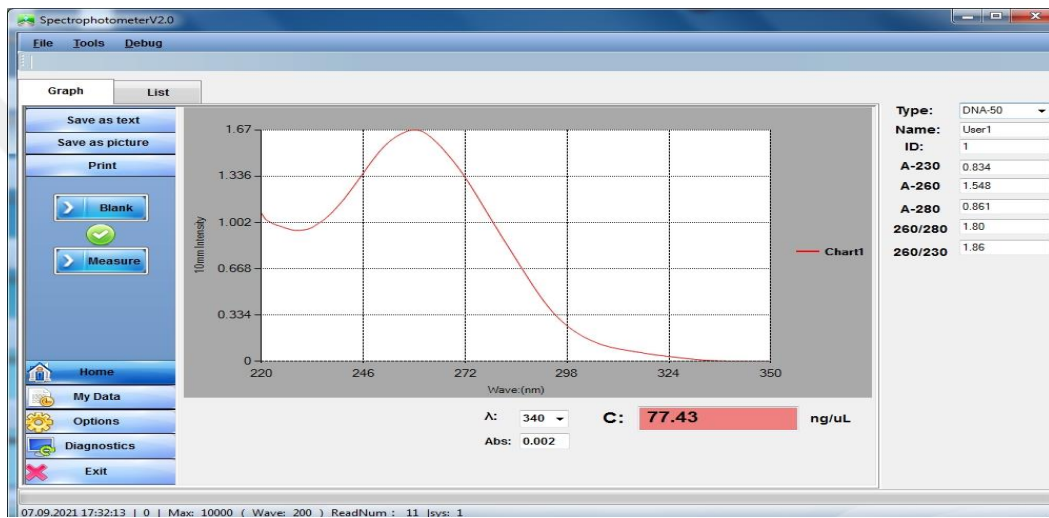 SpectrophotometerV2.0
File Tools Debug
Graph List
Save as text
Save as picture
Print
Blank
Measure
Home
My Data
Options
Diagnostics
Exit
1.67
1.336
1.002
0.668
0.334
0
10mm Intensity
220 246 272 298 324 350
Wave:(nm)
Chart1
λ: 340
Abs: 0.002
C: 77.43 ng/uL
Type: DNA-50
Name: User1
ID: 1
A-230 0.834
A-260 1.548
A-280 0.861
260/280 1.80
260/230 1.86
07.09.2021 17:32:13 | 0 | Max: 10000 ( Wave: 200 ) ReadNum : 11 |sys: 1